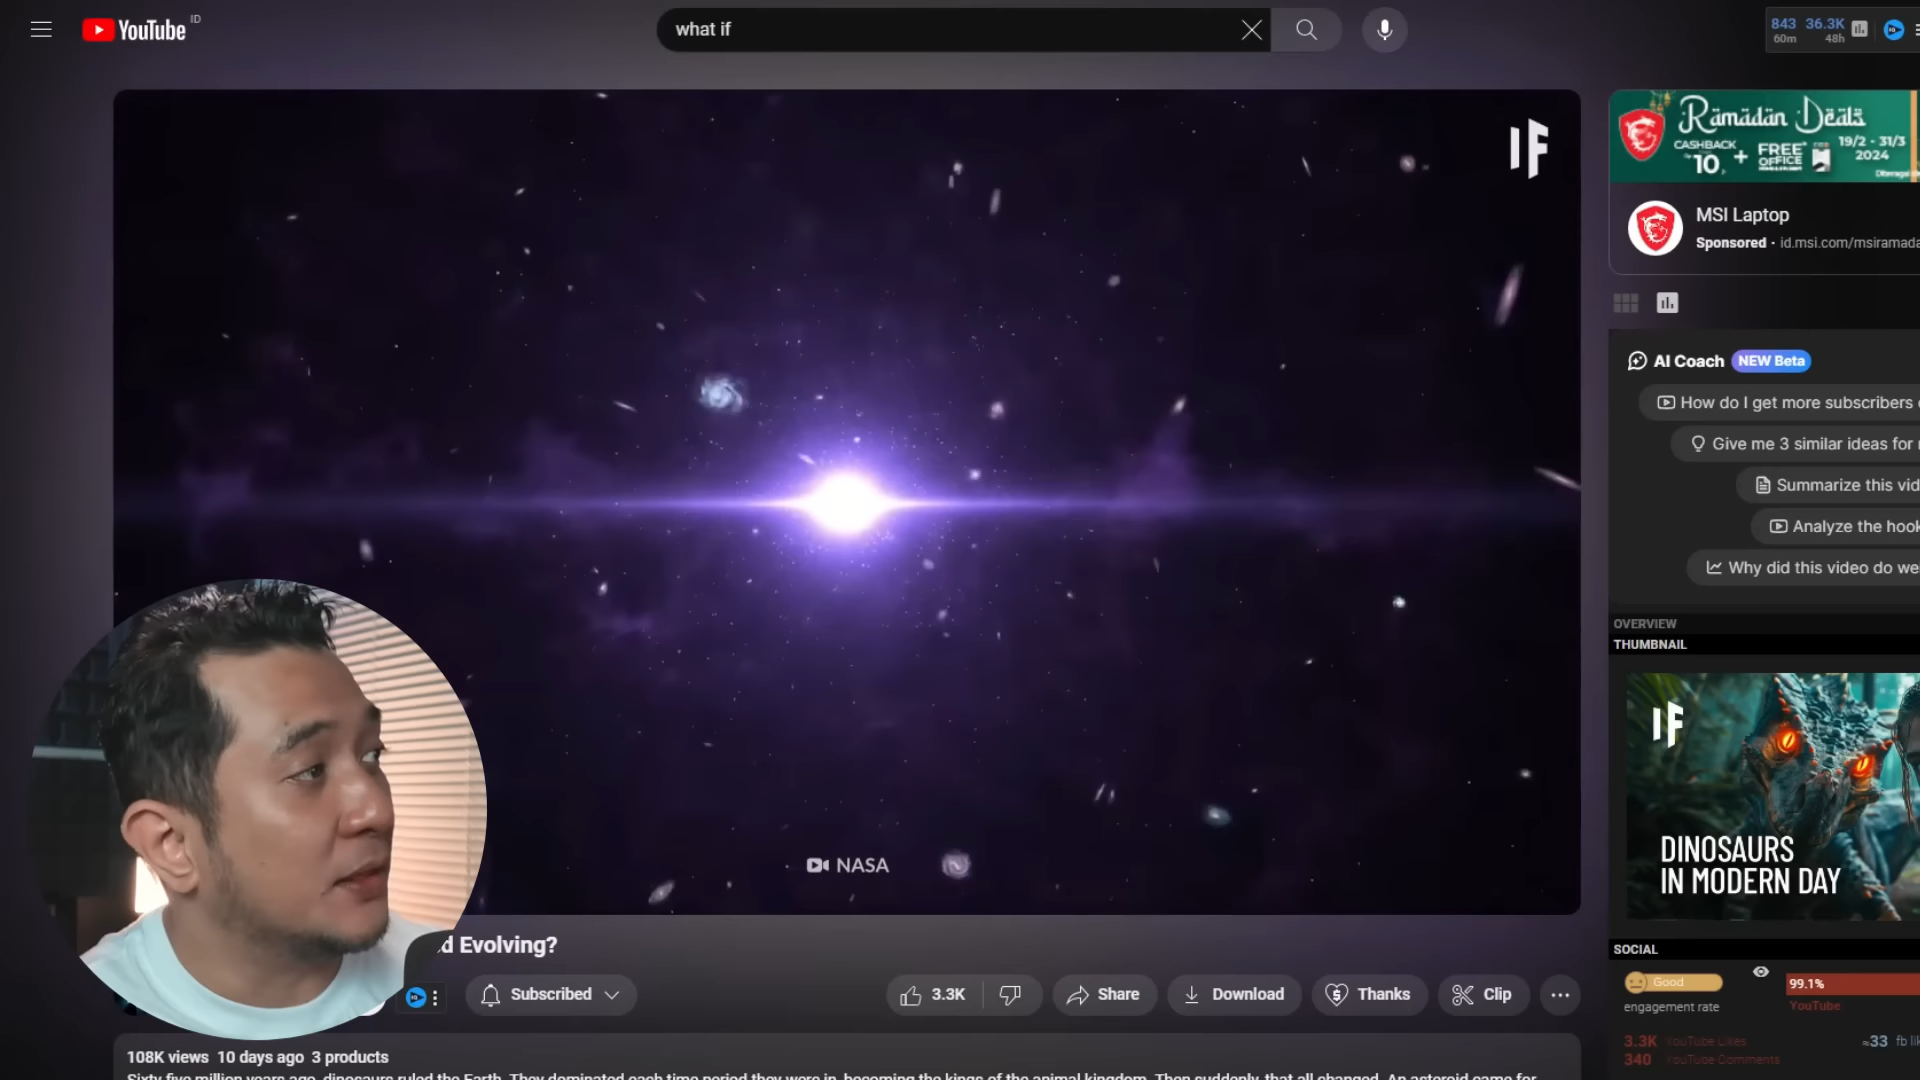 YouTube ID
what if
843 36.3K
60m 48h
IF
Ramadan Deals
CASHBACK 10 + FREE OFFICE
19/2 - 31/3
2024
MSI Laptop
Sponsored · id.msi.com/msiramada
AI Coach NEW Beta
How do I get more subscribers
Give me 3 similar ideas for
Summarize this vid
Analyze the hook
Why did this video do we
OVERVIEW
THUMBNAIL
IF
DINOSAURS
IN MODERN DAY
NASA
d Evolving?
Subscribed
3.3K
Share
Download
Thanks
Clip
SOCIAL
Good
engagement rate
99.1%
YouTube
3.3K YouTube Likes
340 YouTube Comments
≈33 fb lik
108K views 10 days ago 3 products
Sixty five million years ago, dinosaurs ruled the Earth. They dominated each time period they were in, becoming the kings of the animal kingdom. Then suddenly, that all changed. An asteroid came for